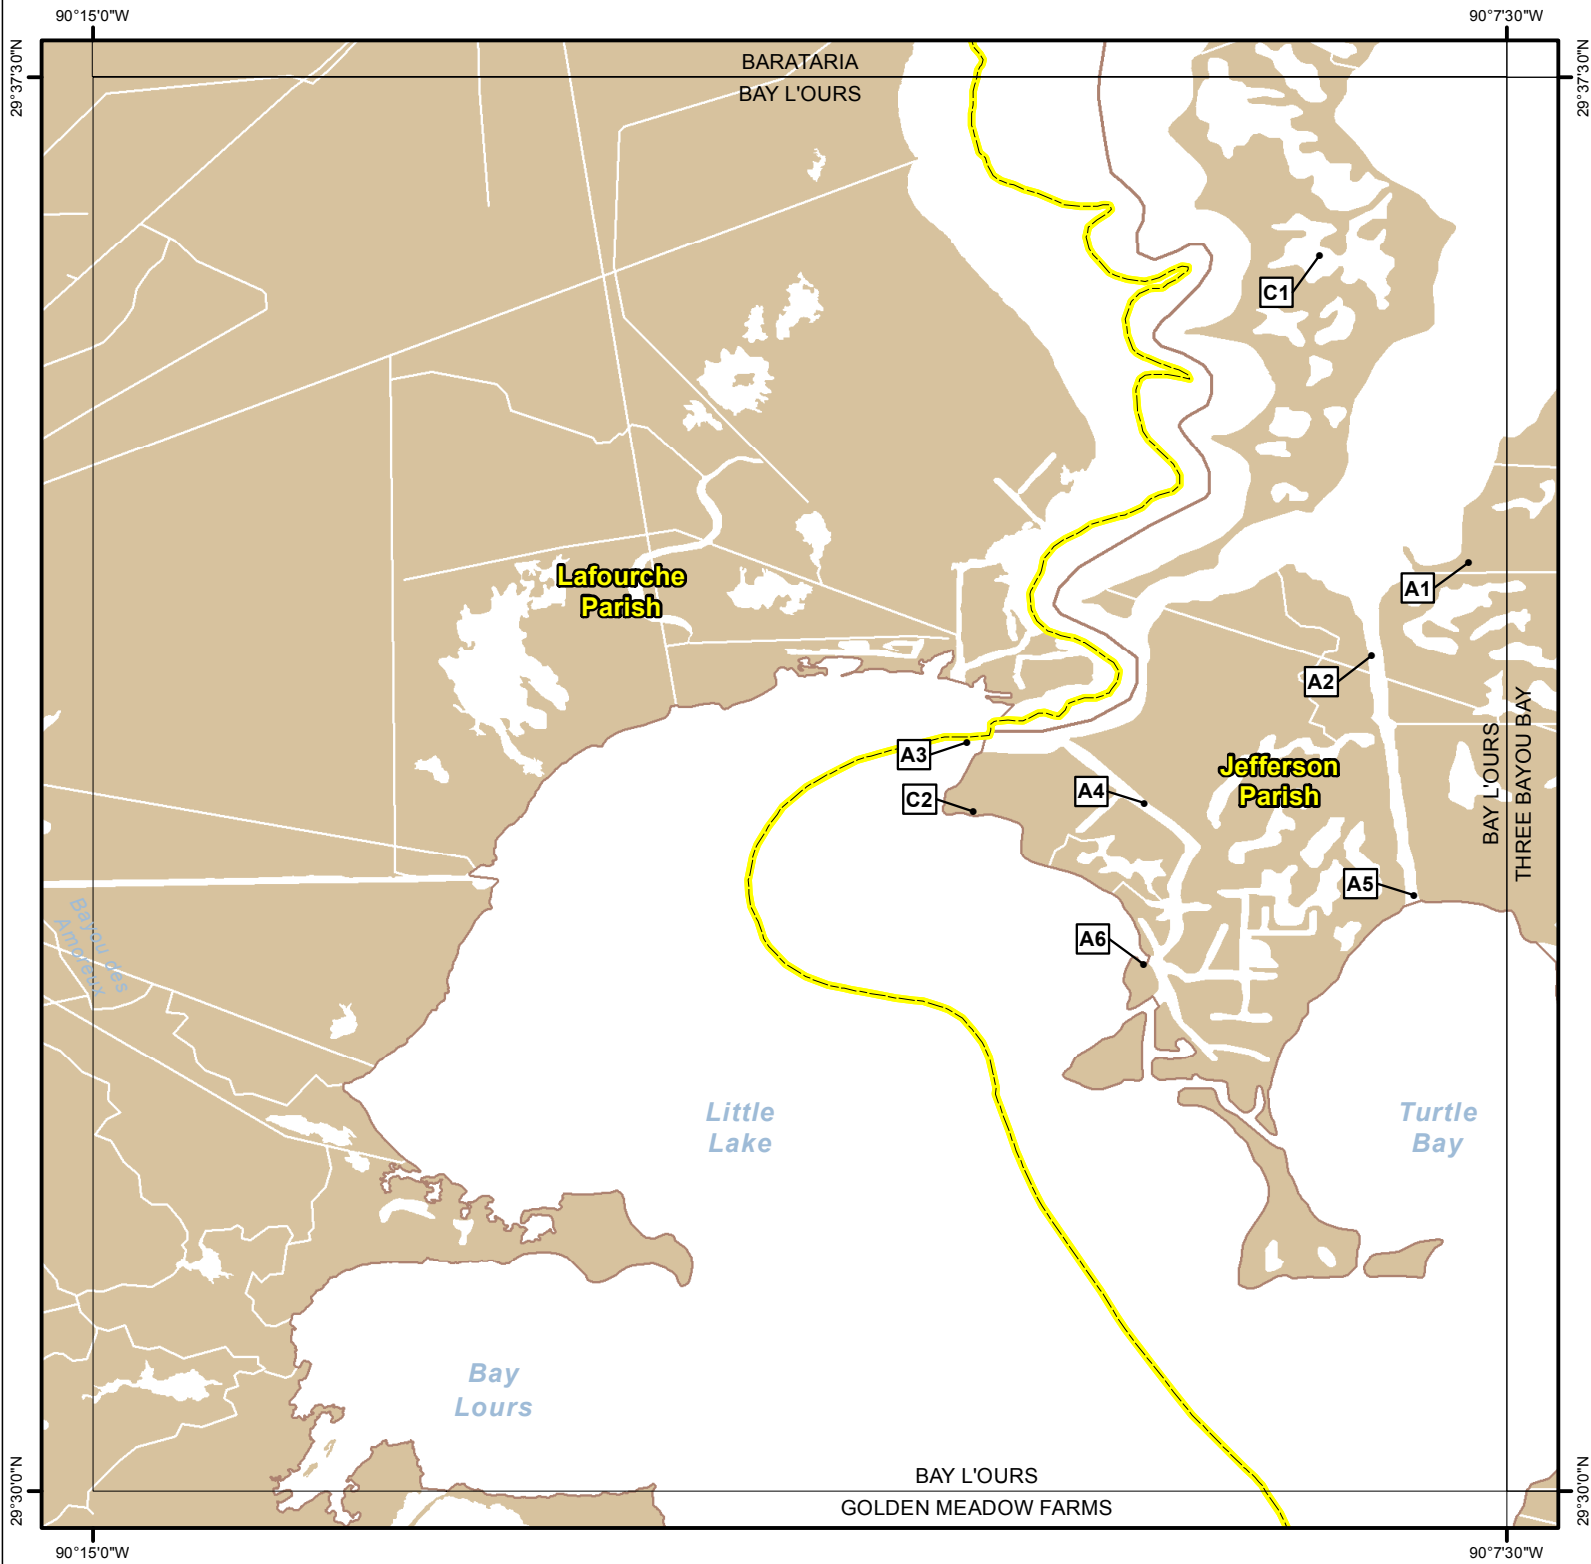 90°15'0"W
90°7'30"W
29°37'30"N
29°37'30"N
BARATARIA
BAY L'OURS
C1
Lafourche
Parish
A1
A2
A3
Jefferson
Parish
BAY L'OURS
THREE BAYOU BAY
C2
A4
A5
Bayou des
Amoreux
A6
Little
Lake
Turtle
Bay
Bay
Lours
BAY L'OURS
GOLDEN MEADOW FARMS
29°30'0"N
29°30'0"N
90°15'0"W
90°7'30"W